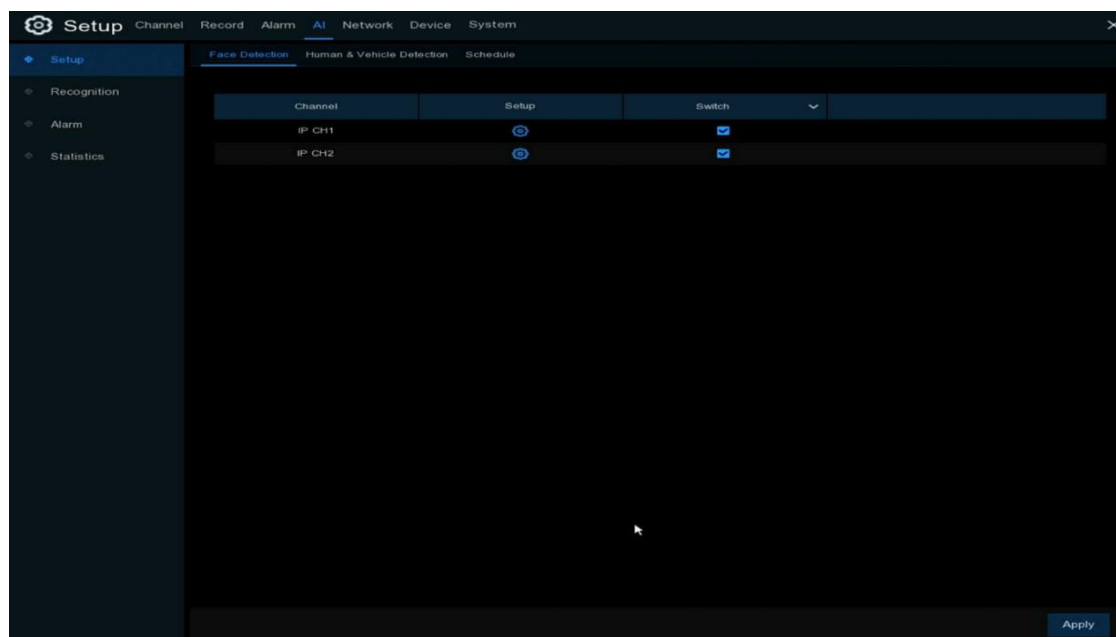 Setup Channel Record Alarm AI Network Device System
Setup
Recognition
Alarm
Statistics
Face Detection Human & Vehicle Detection Schedule
Channel Setup Switch
IP CH1
IP CH2
Apply